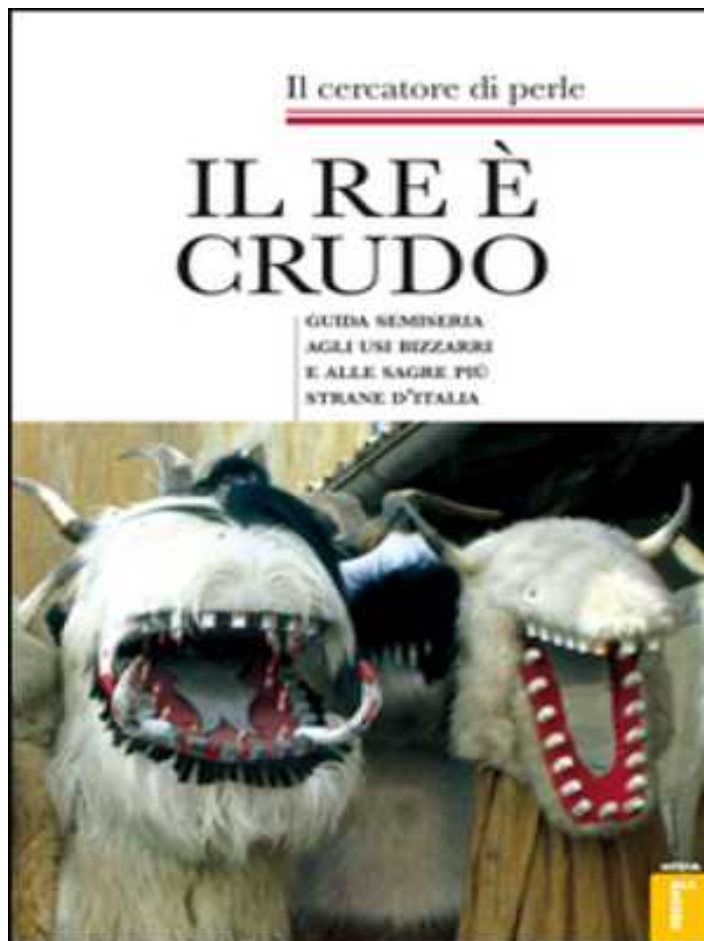 Il cercatore di perle
IL RE È
CRUDO
GUIDA SEMISERIA
AGLI USI BIZZARRI
E ALLE SAGRE PIÙ
STRANE D'ITALIA